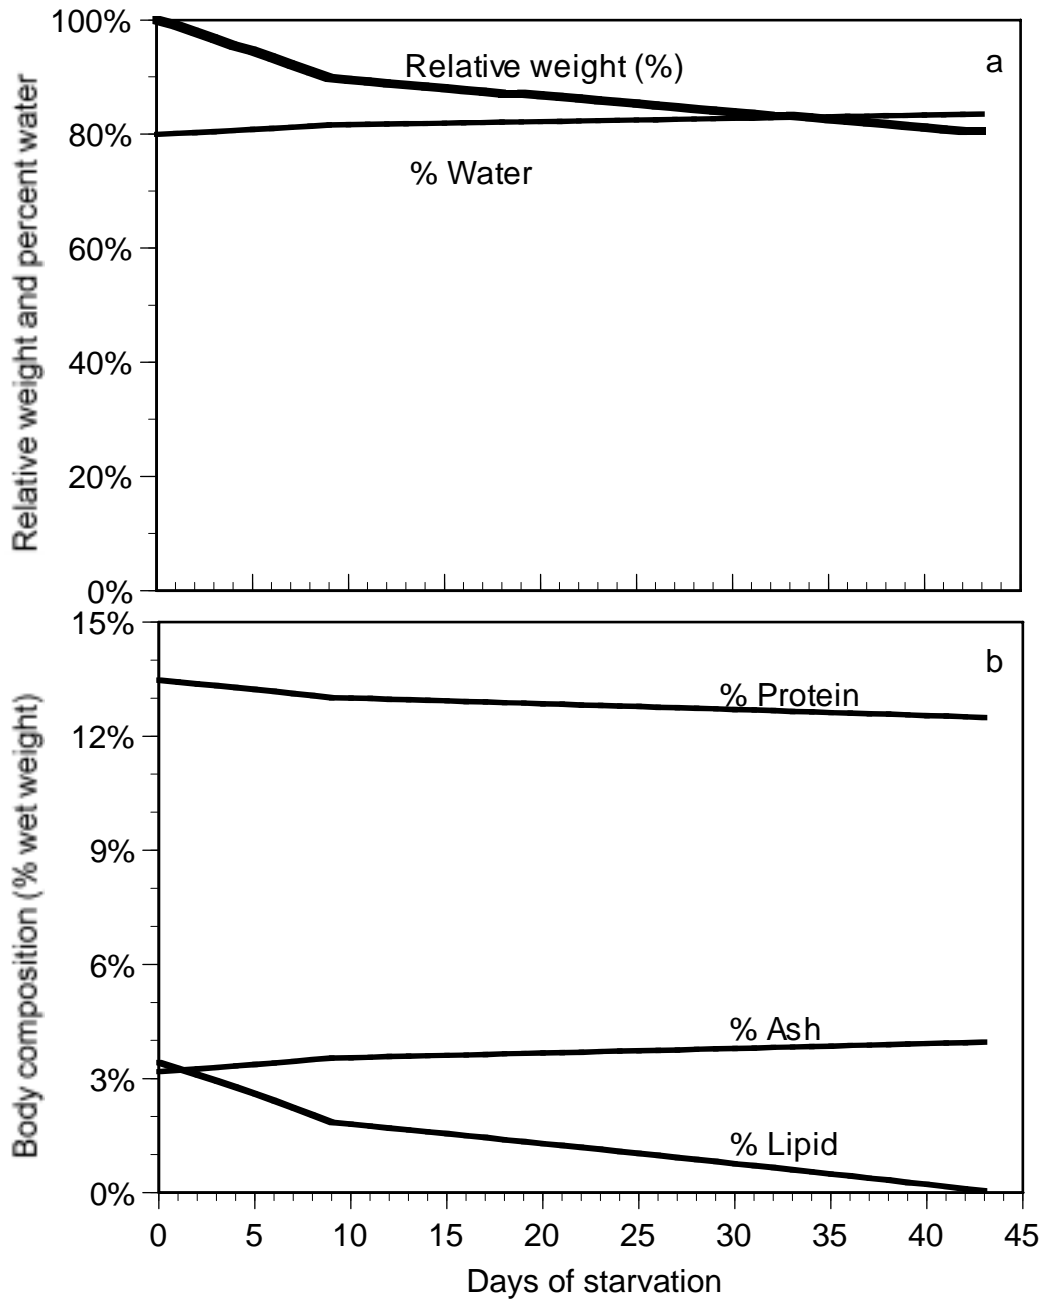 Relative weight and percent water
100%
80%
60%
40%
20%
0%
Relative weight (%)
% Water
a
Body composition (% wet weight)
15%
12%
9%
6%
3%
0%
b
% Protein
% Ash
% Lipid
0 5 10 15 20 25 30 35 40 45
Days of starvation